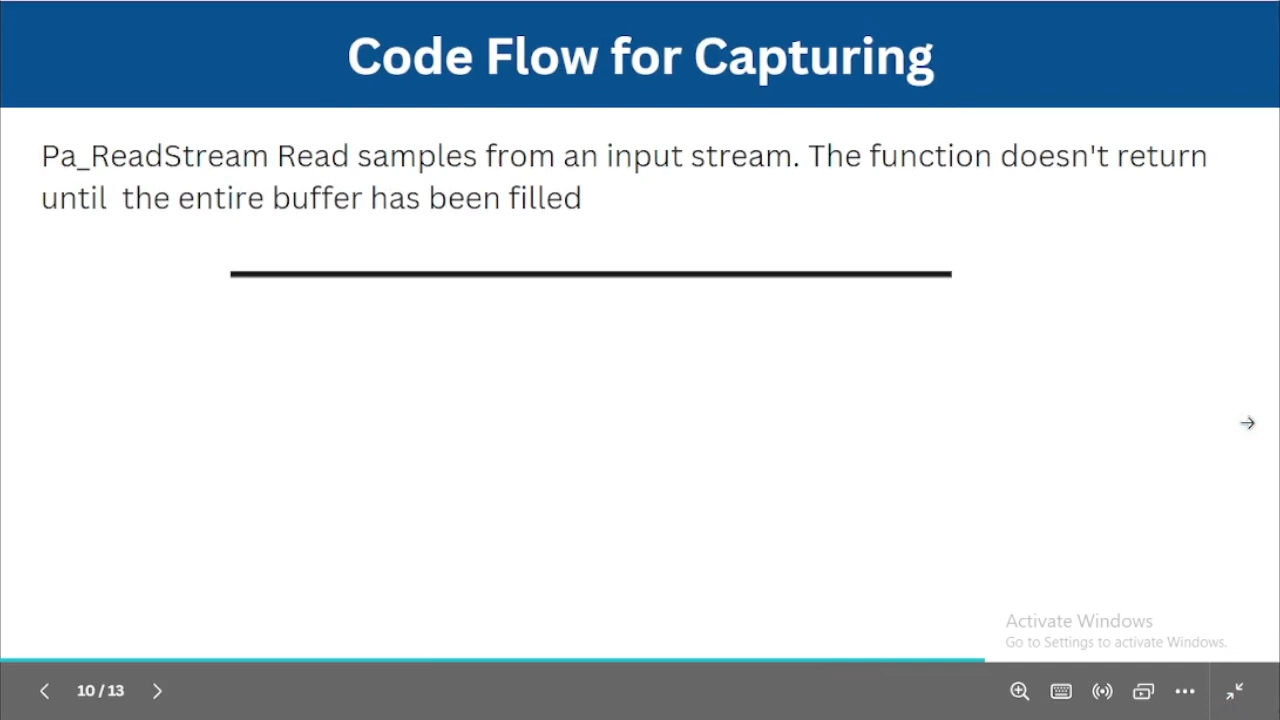 Code Flow for Capturing
Pa_ReadStream Read samples from an input stream. The function doesn't return
until  the entire buffer has been filled
Activate Windows
Go to Settings to activate Windows.
10 / 13